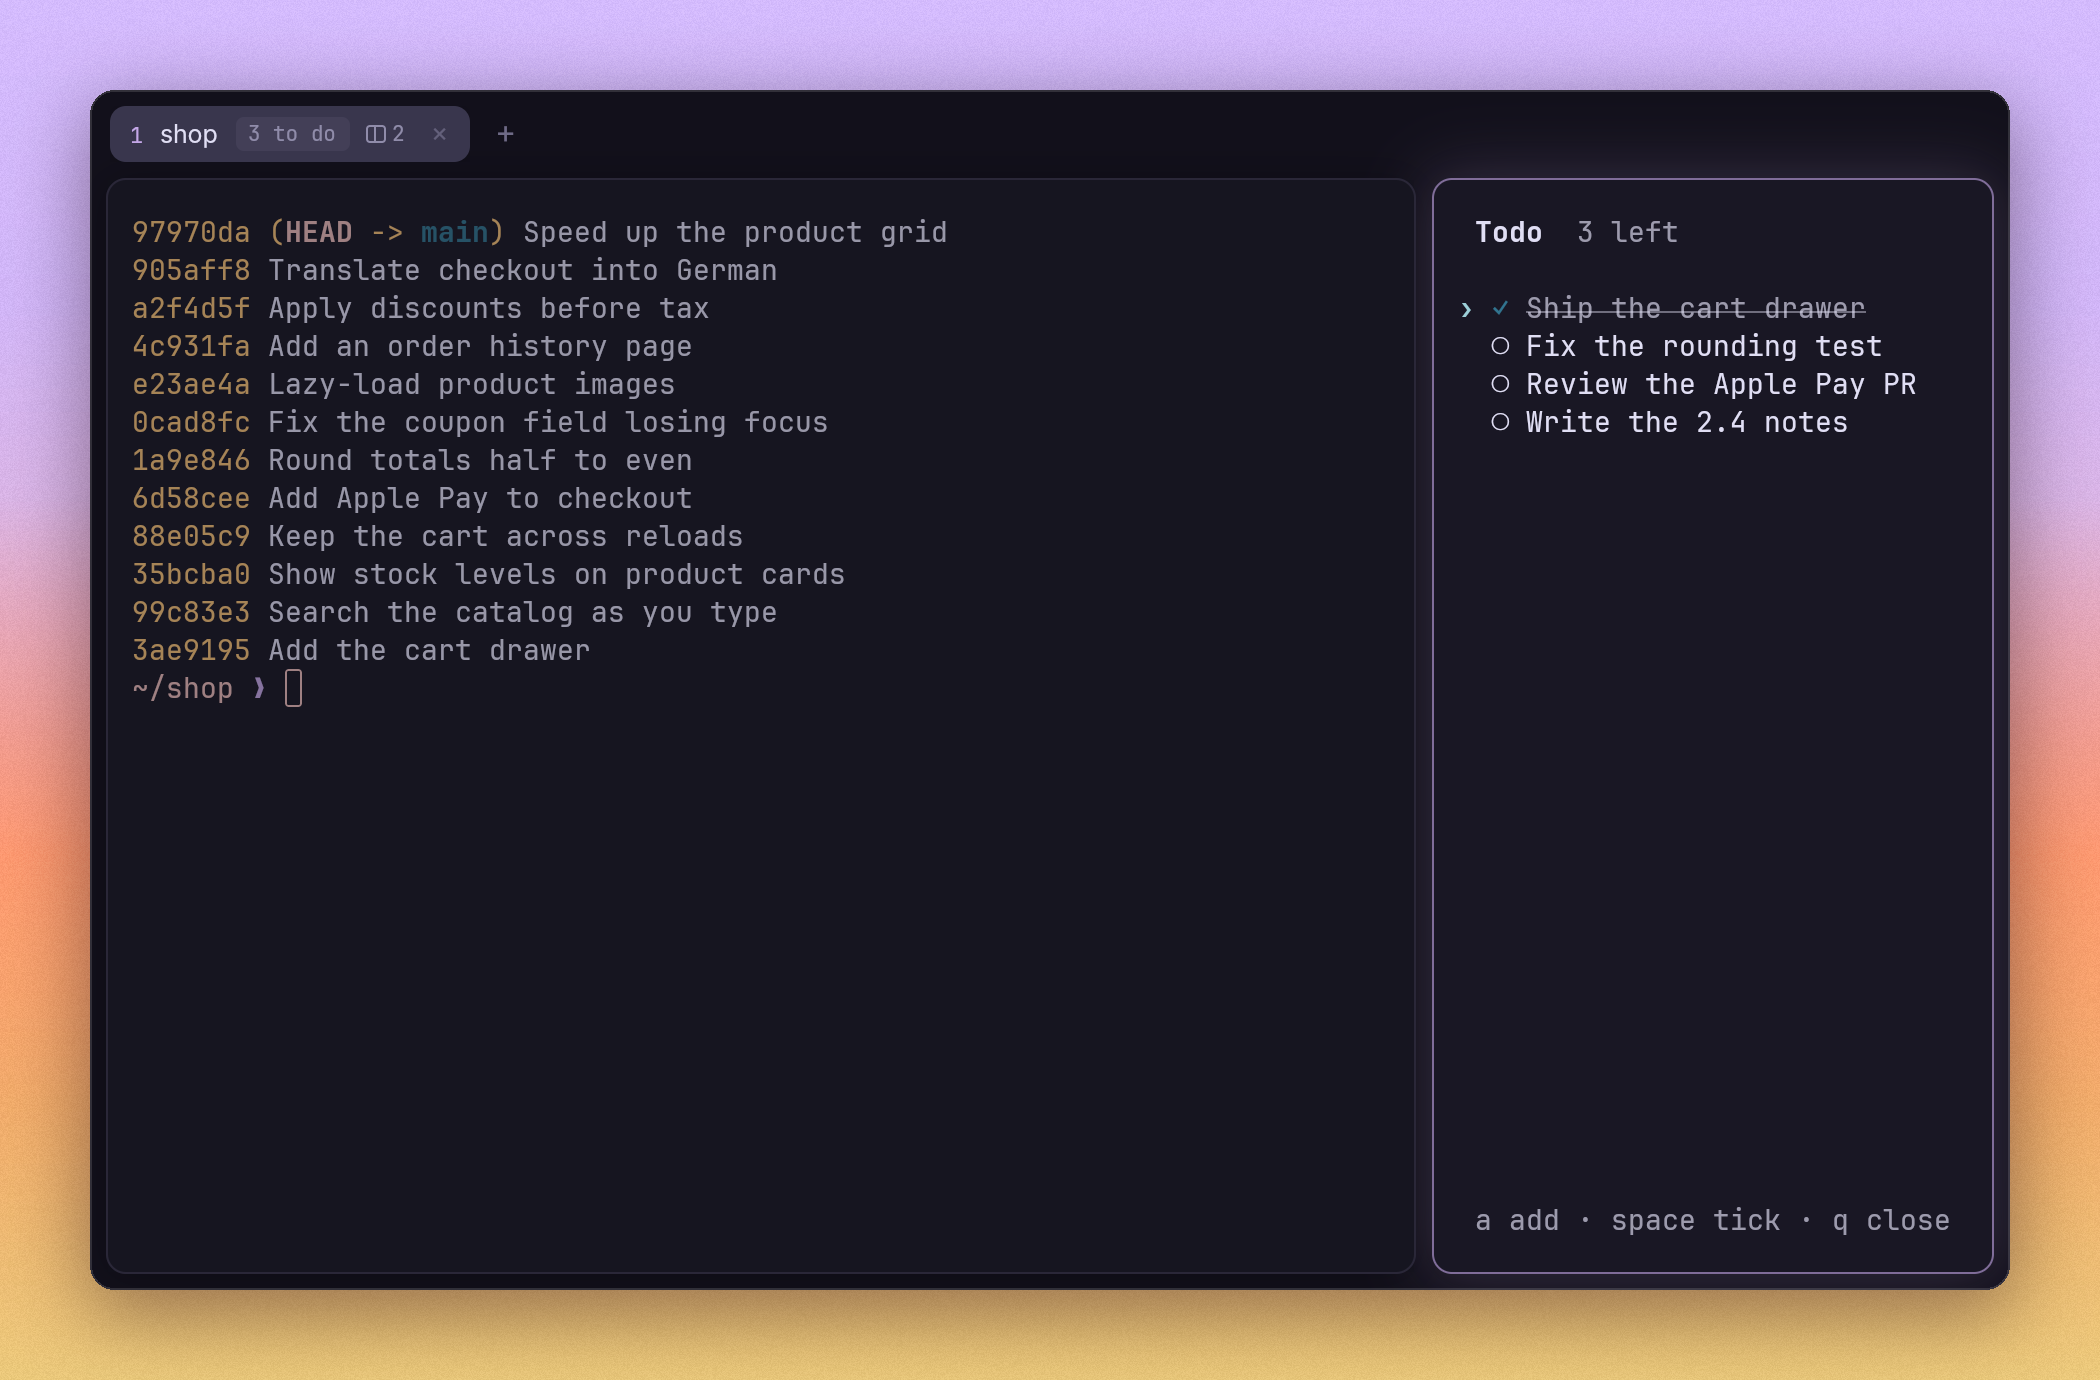 1 shop 3 to do 2 × +
97970da (HEAD -> main) Speed up the product grid
905aff8 Translate checkout into German
a2f4d5f Apply discounts before tax
4c931fa Add an order history page
e23ae4a Lazy-load product images
0cad8fc Fix the coupon field losing focus
1a9e846 Round totals half to even
6d58cee Add Apple Pay to checkout
88e05c9 Keep the cart across reloads
35bcba0 Show stock levels on product cards
99c83e3 Search the catalog as you type
3ae9195 Add the cart drawer
~/shop ❯
Todo 3 left
› ✓ Ship the cart drawer
○ Fix the rounding test
○ Review the Apple Pay PR
○ Write the 2.4 notes
a add · space tick · q close